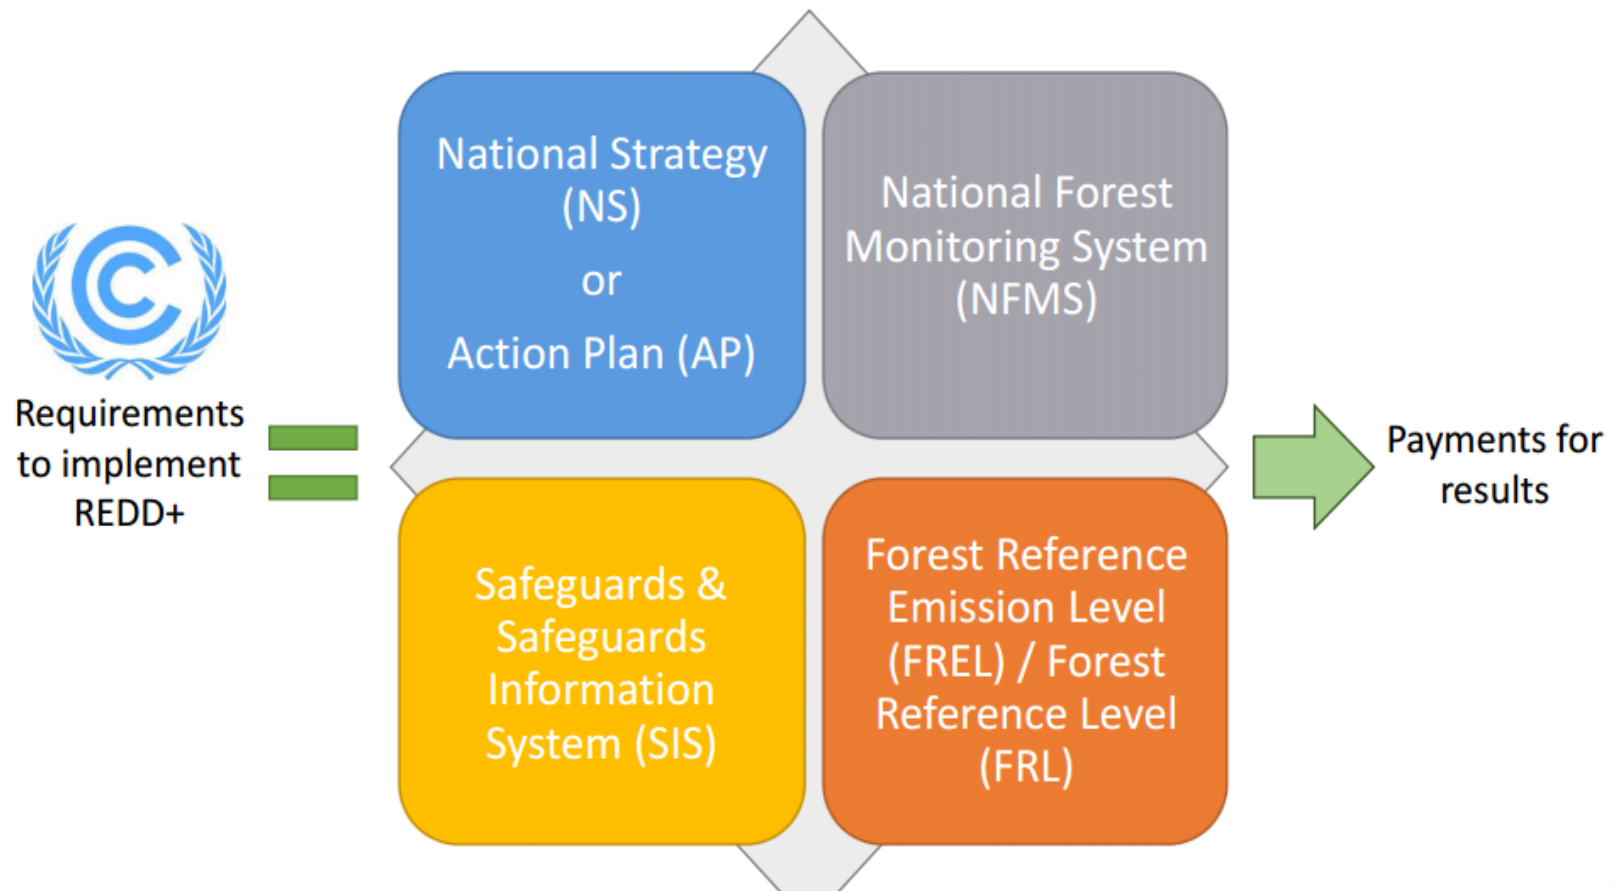 Requirements
to implement
REDD+
National Strategy
(NS)
or
Action Plan (AP)
National Forest
Monitoring System
(NFMS)
Safeguards &
Safeguards
Information
System (SIS)
Forest Reference
Emission Level
(FREL) / Forest
Reference Level
(FRL)
Payments for
results